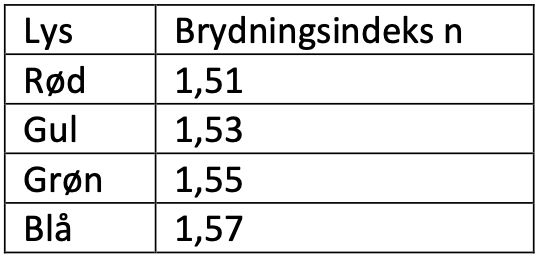 Lys Brydningsindeks n
Rød 1,51
Gul 1,53
Grøn 1,55
Blå 1,57